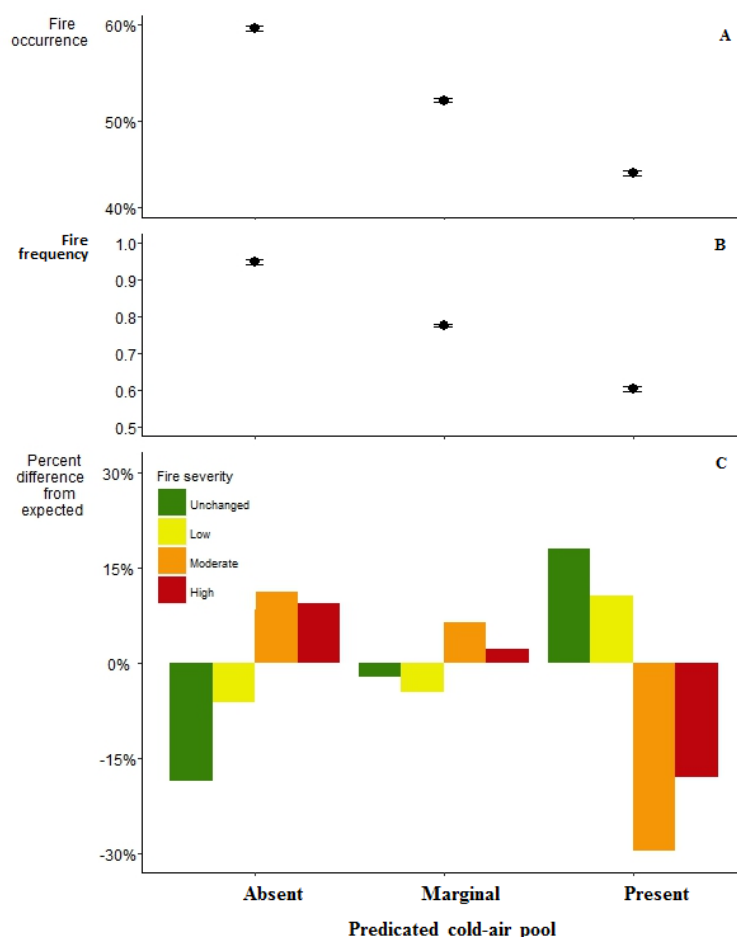 Fire
occurrence
60%
50%
40%
A
Fire
frequency
1.0
0.9
0.8
0.7
0.6
0.5
B
Percent
difference
from
expected
30%
15%
0%
-15%
-30%
C
Fire severity
Unchanged
Low
Moderate
High
Absent Marginal Present
Predicated cold-air pool